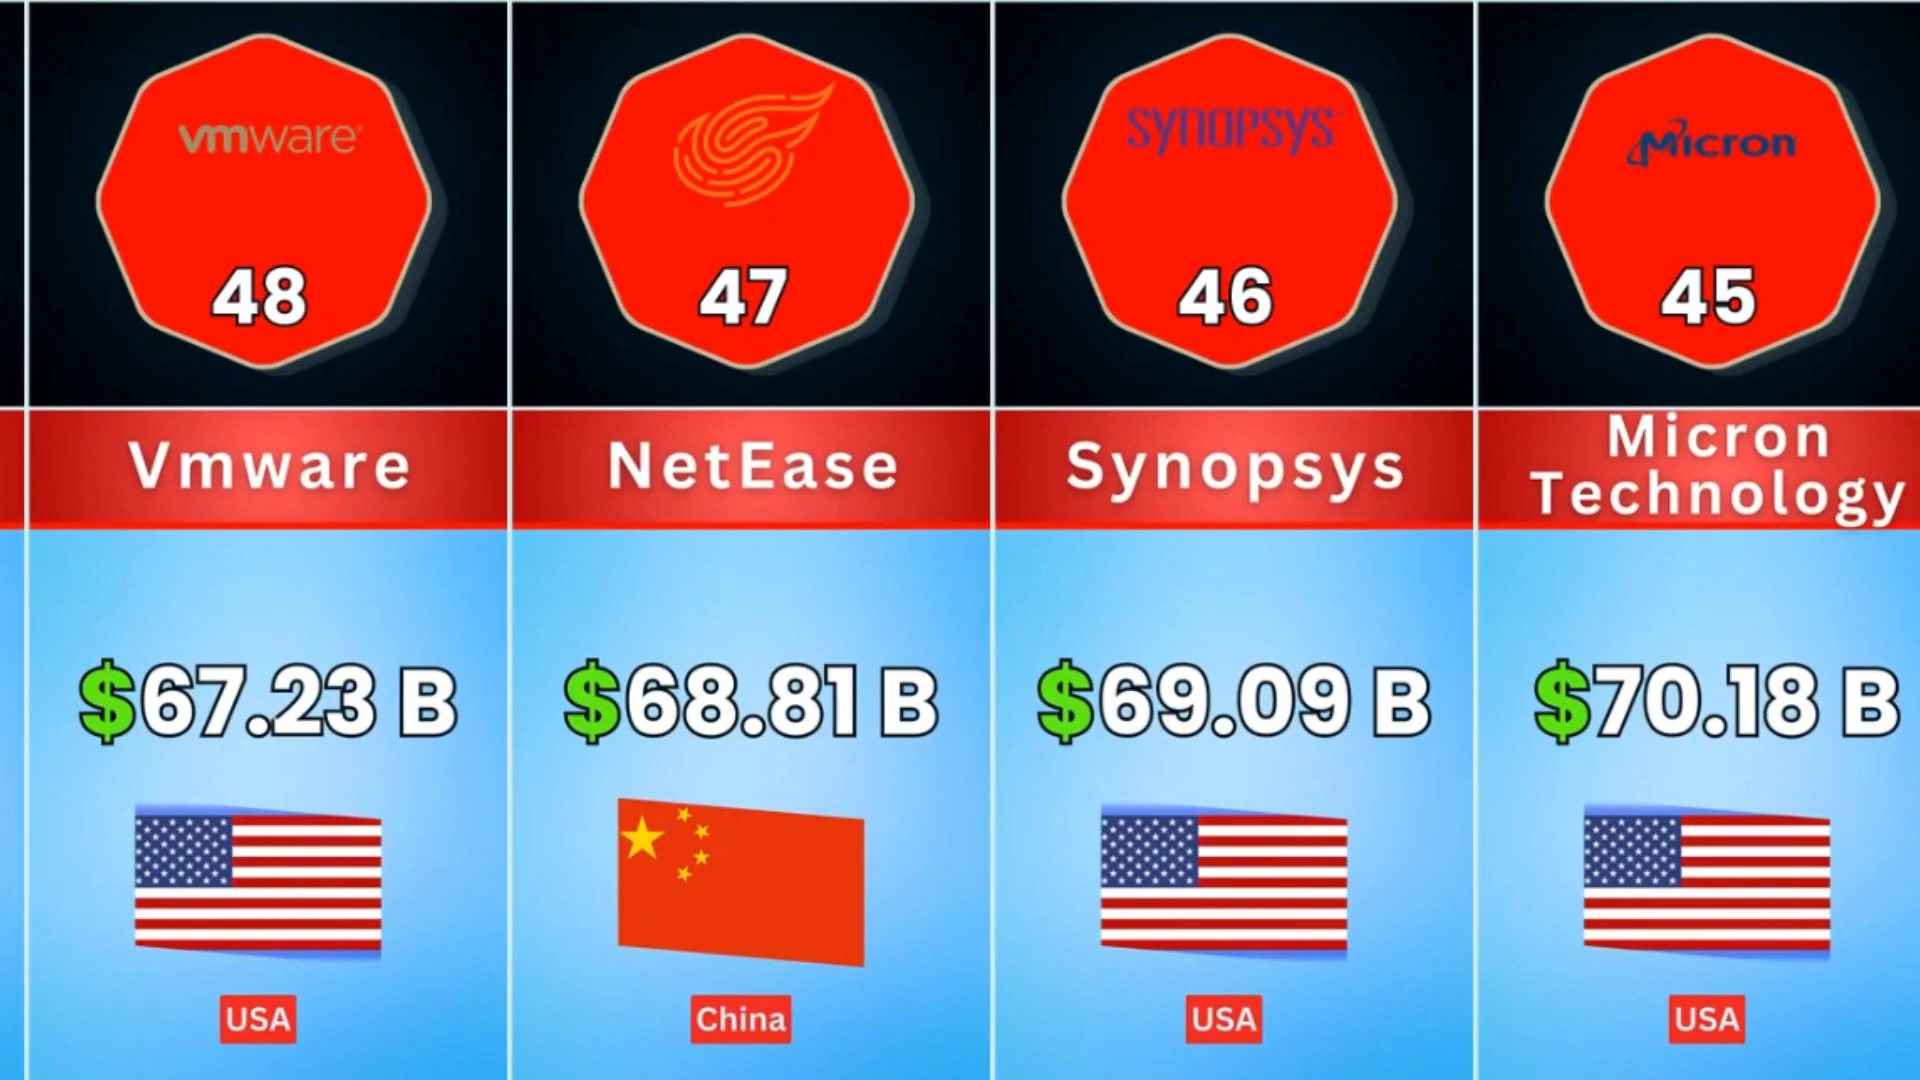 vmware
48
Vmware
$67.23 B
USA
47
NetEase
$68.81 B
China
SYNOPSYS
46
Synopsys
$69.09 B
USA
Micron
45
Micron
Technology
$70.18 B
USA